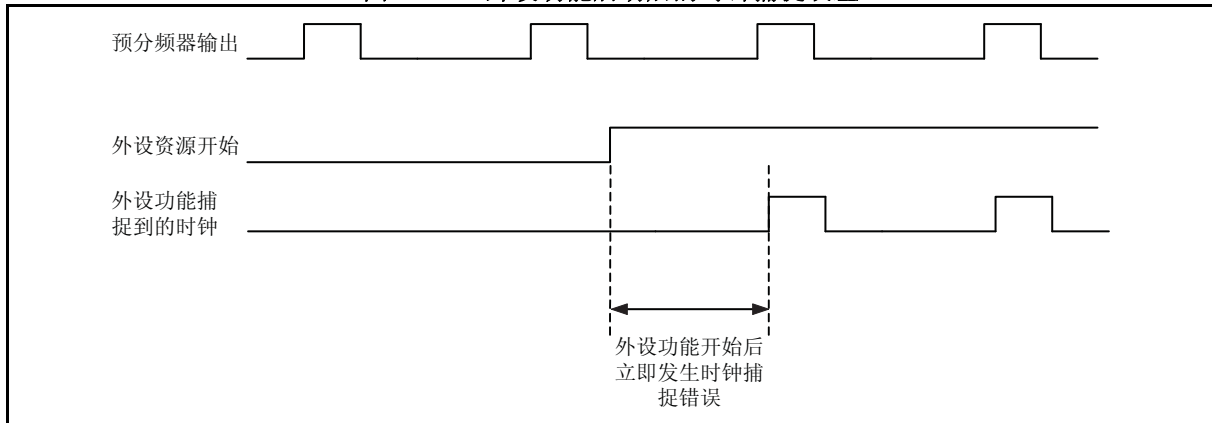 预分频器输出
外设资源开始
外设功能捕
捉到的时钟
外设功能开始后
立即发生时钟捕
捉错误